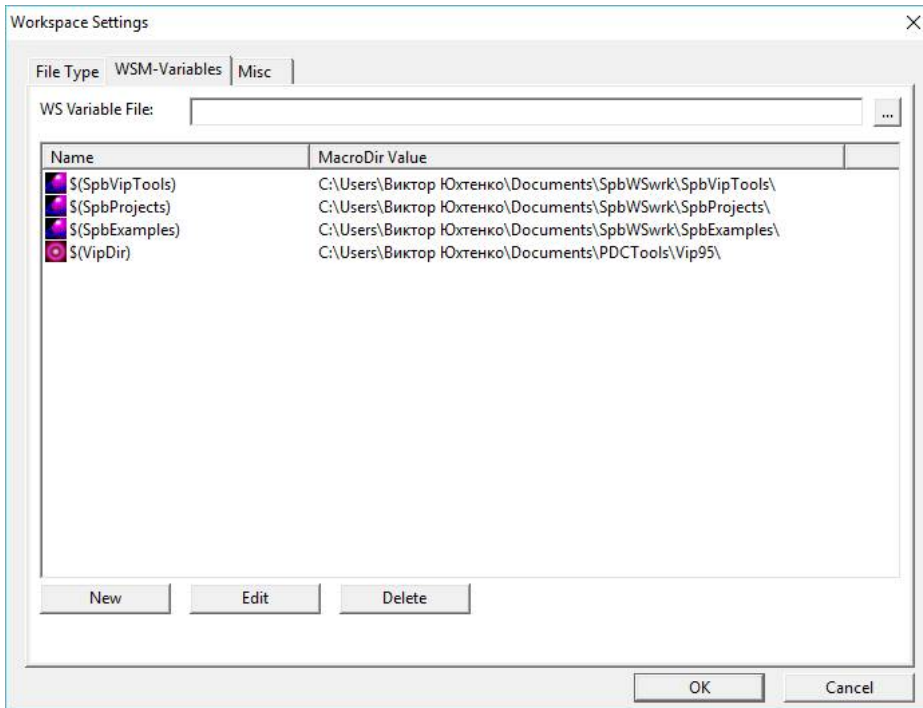 Workspace Settings
File Type WSM-Variables Misc
WS Variable File: ...
Name MacroDir Value
$(SpbVipTools) C:\Users\Виктор Юхтенко\Documents\SpbWSwrk\SpbVipTools\
$(SpbProjects) C:\Users\Виктор Юхтенко\Documents\SpbWSwrk\SpbProjects\
$(SpbExamples) C:\Users\Виктор Юхтенко\Documents\SpbWSwrk\SpbExamples\
$(VipDir) C:\Users\Виктор Юхтенко\Documents\PDCTools\Vip95\
New Edit Delete
OK Cancel